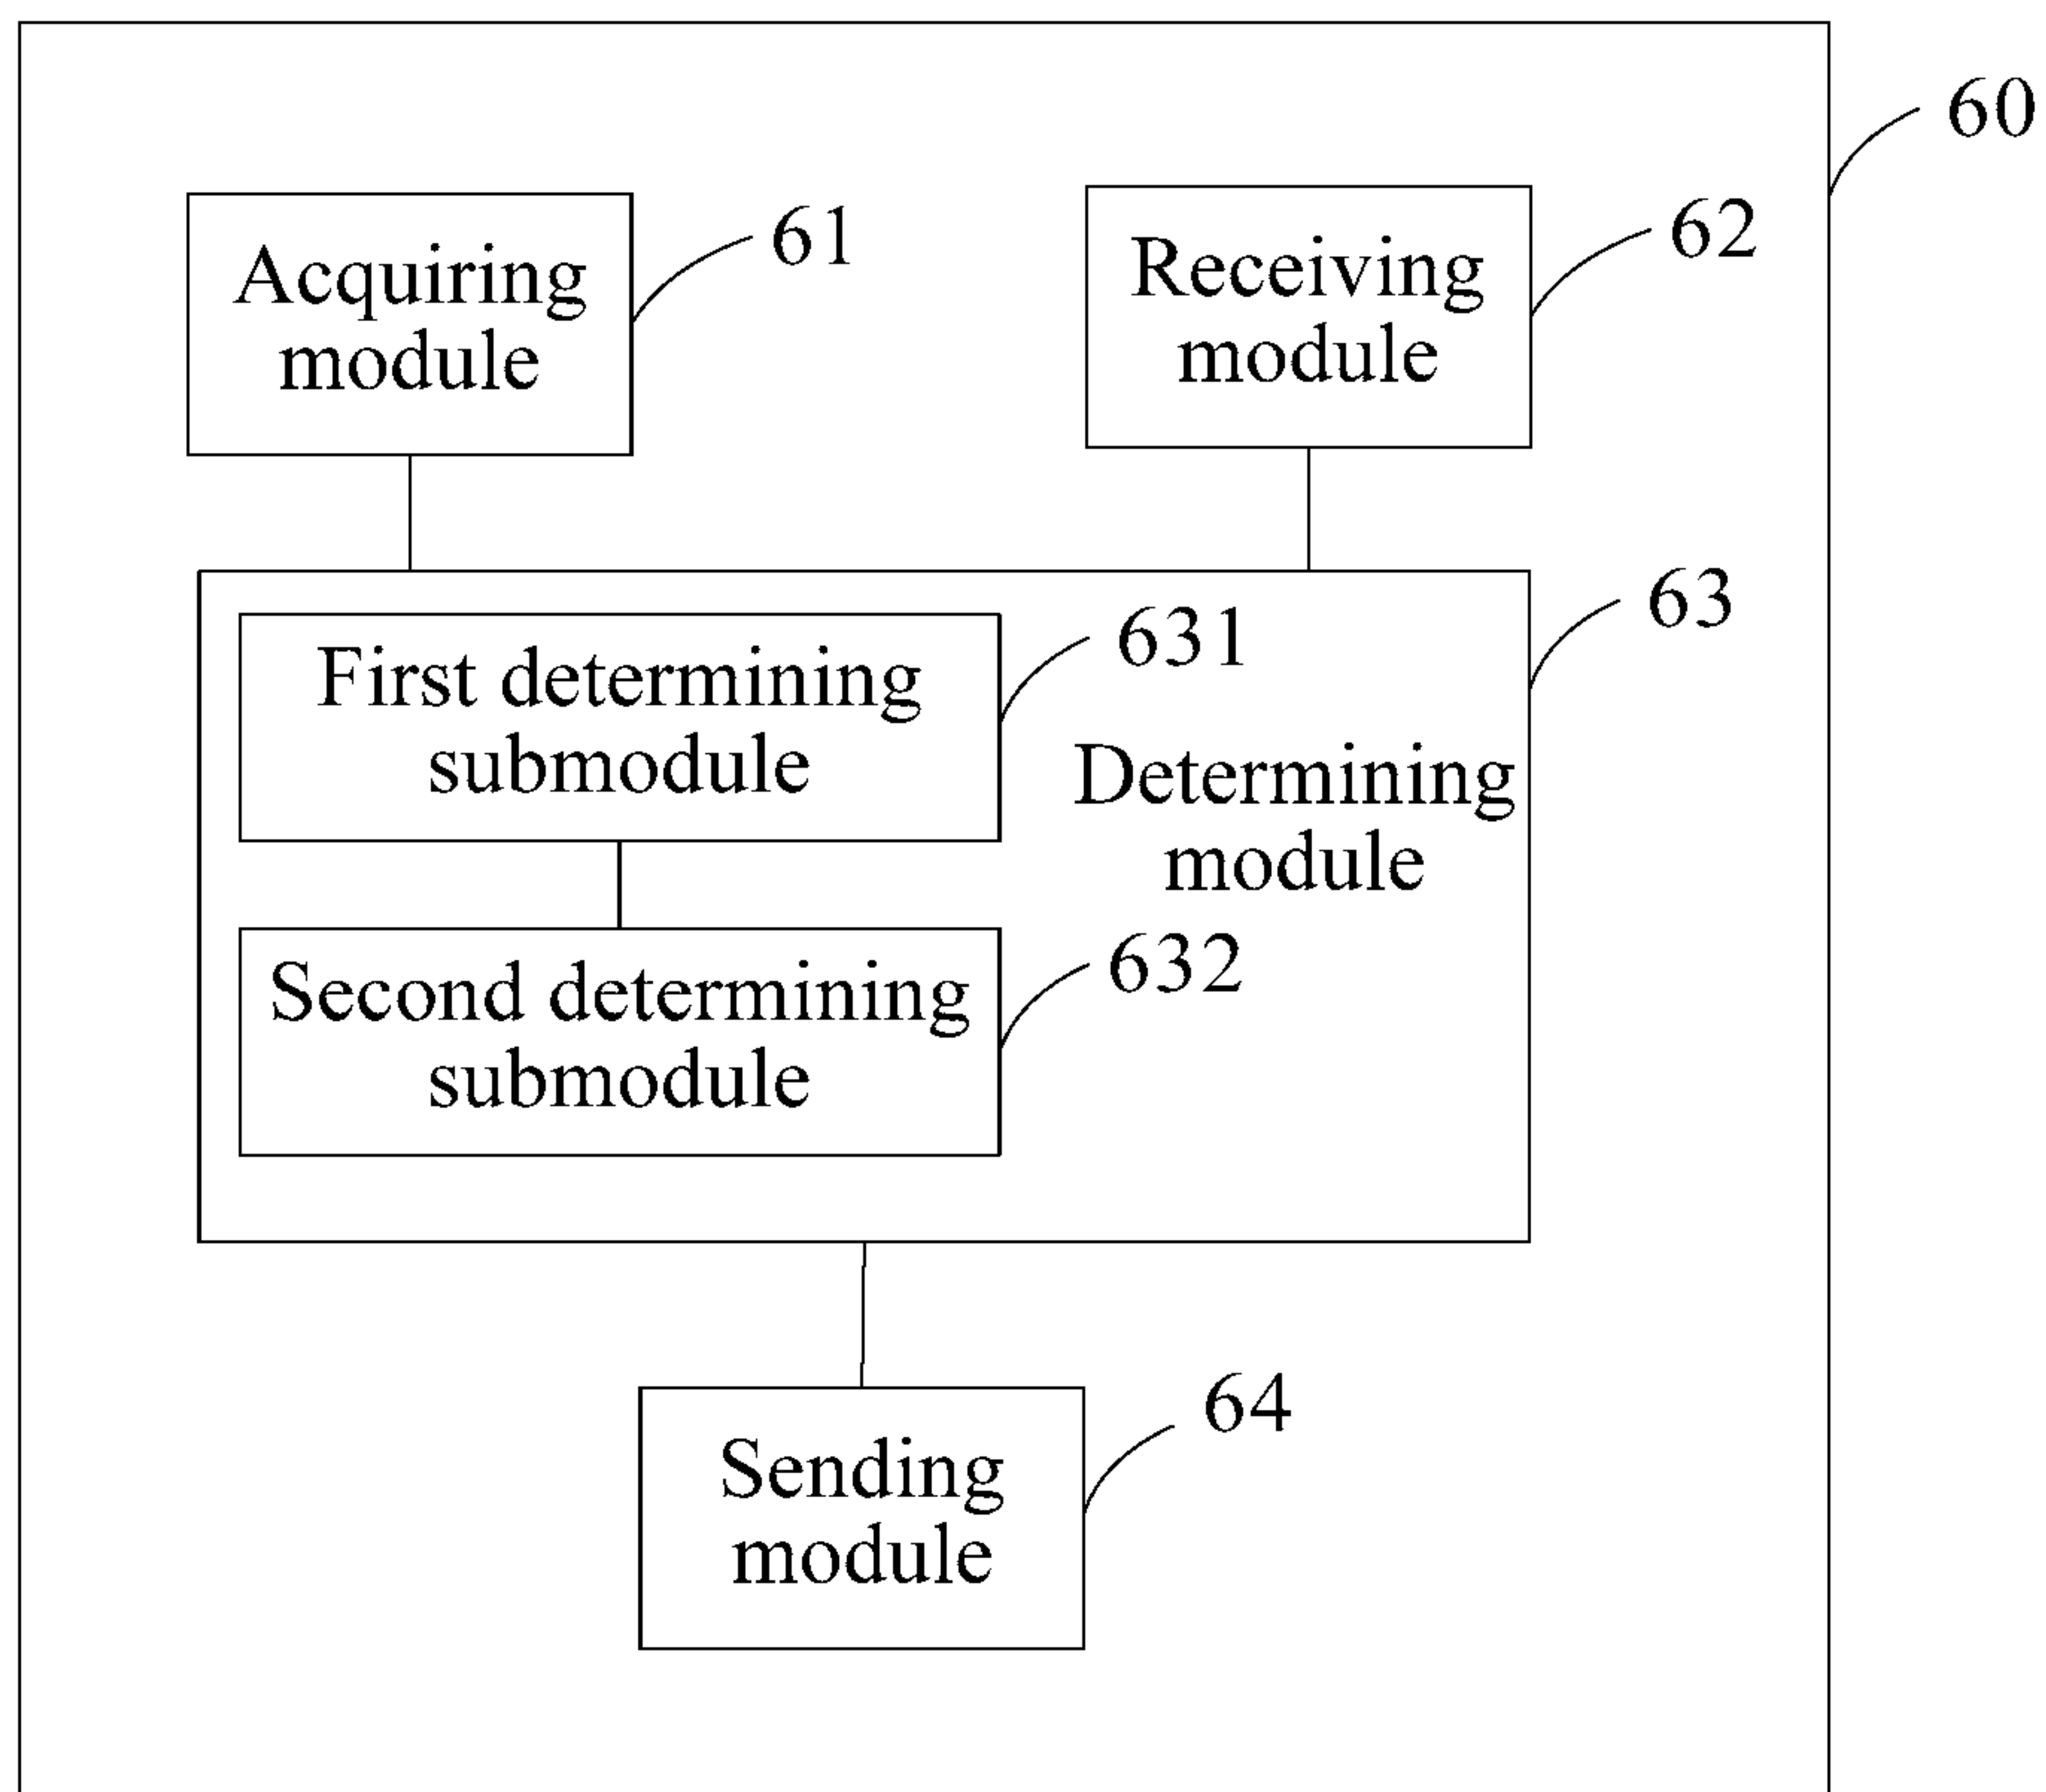 60
Acquiring
module
61
Receiving
module
62
63
First determining
submodule
631
Determining
module
Second determining
submodule
632
Sending
module
64